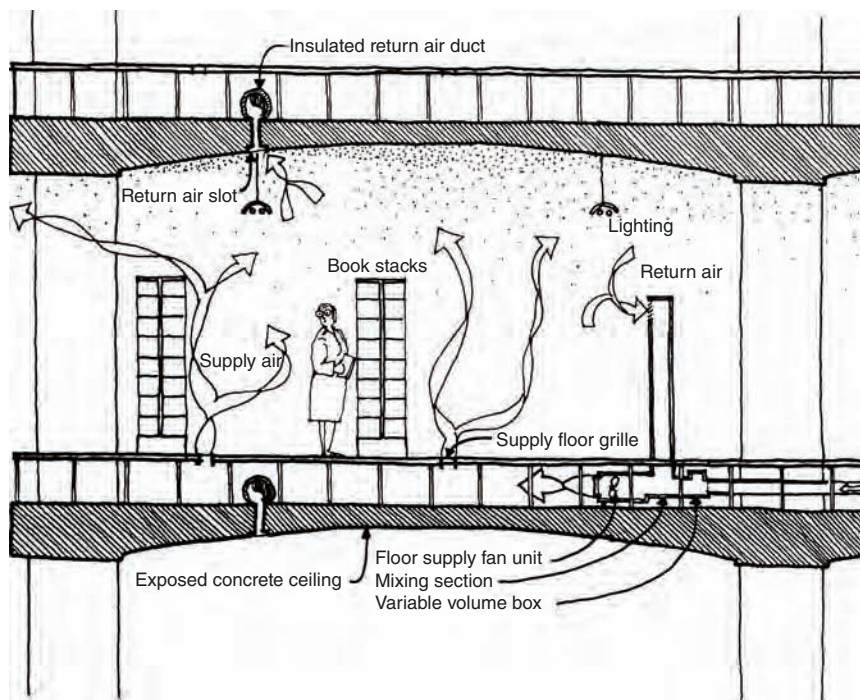 Insulated return air duct
Return air slot
Lighting
Book stacks
Return air
Supply air
Supply floor grille
Floor supply fan unit
Exposed concrete ceiling
Mixing section
Variable volume box